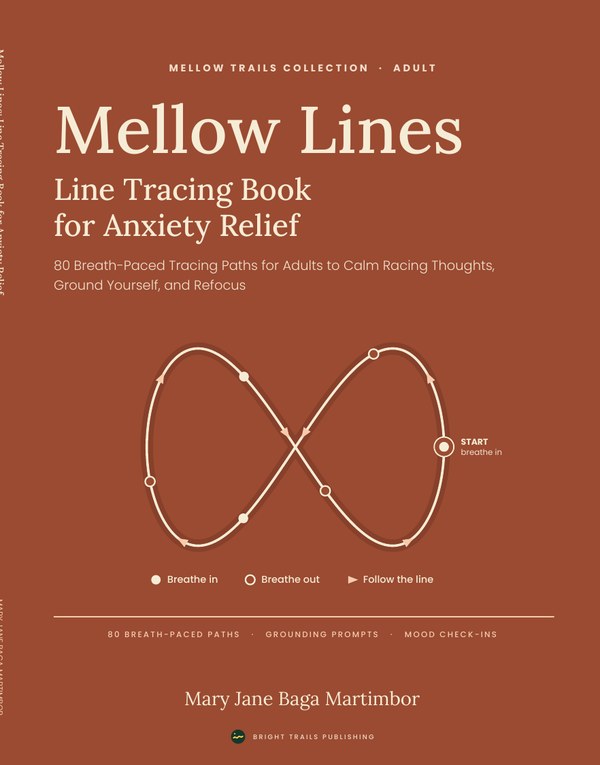 MELLOW TRAILS COLLECTION · ADULT
Mellow Lines
Line Tracing Book
for Anxiety Relief
80 Breath-Paced Tracing Paths for Adults to Calm Racing Thoughts,
Ground Yourself, and Refocus
START
breathe in
Breathe in
Breathe out
Follow the line
80 BREATH-PACED PATHS · GROUNDING PROMPTS · MOOD CHECK-INS
Mary Jane Baga Martimbor
BRIGHT TRAILS PUBLISHING